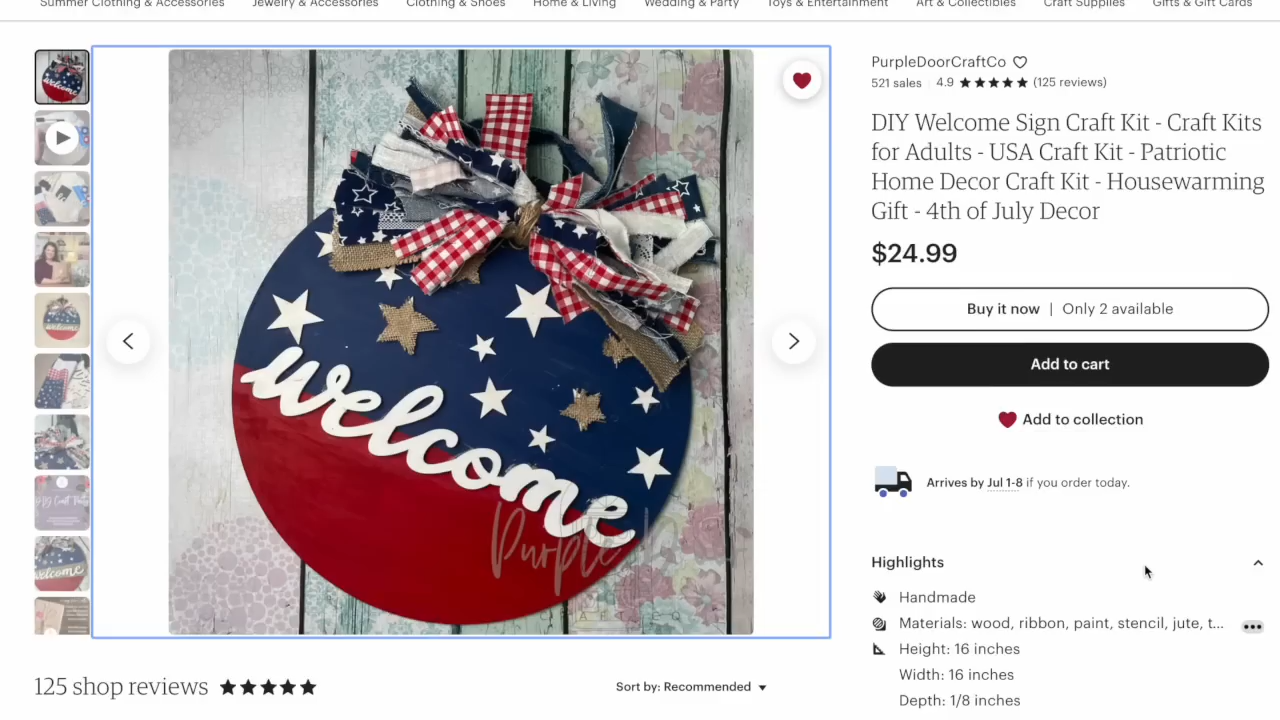 Summer Clothing & Accessories Jewelry & Accessories Clothing & Shoes Home & Living Wedding & Party Toys & Entertainment Art & Collectibles Craft Supplies Gifts & Gift Cards
PurpleDoorCraftCo
521 sales 4.9 ★★★★★ (125 reviews)
DIY Welcome Sign Craft Kit - Craft Kits
for Adults - USA Craft Kit - Patriotic
Home Decor Craft Kit - Housewarming
Gift - 4th of July Decor
$24.99
Buy it now | Only 2 available
Add to cart
Add to collection
Arrives by Jul 1-8 if you order today.
Highlights
Handmade
Materials: wood, ribbon, paint, stencil, jute, t...
Height: 16 inches
Width: 16 inches
Depth: 1/8 inches
welcome
Purple
125 shop reviews ★★★★★
Sort by: Recommended